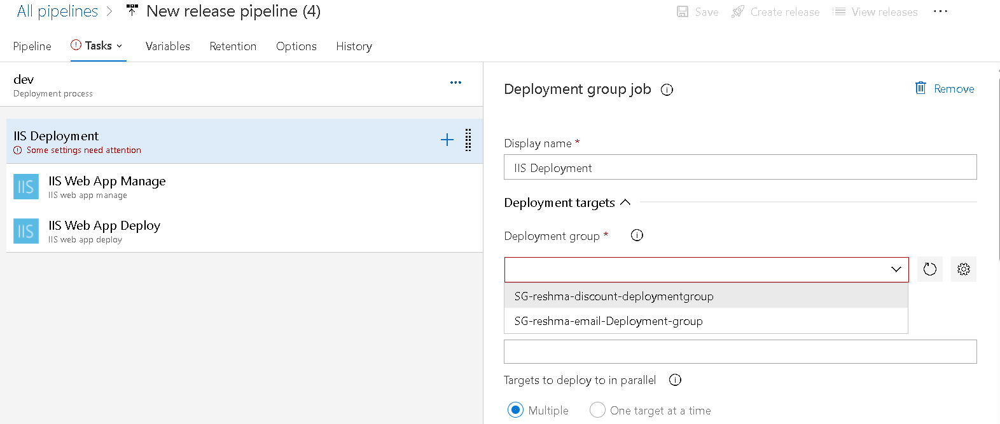 All pipelines > New release pipeline (4)
Save Create release View releases ...
Pipeline Tasks Variables Retention Options History
dev
Deployment process
IIS Deployment
Some settings need attention
IIS IIS Web App Manage
IIS web app manage
IIS IIS Web App Deploy
IIS web app deploy
Deployment group job
Remove
Display name *
IIS Deployment
Deployment targets
Deployment group *
SG-reshma-discount-deploymentgroup
SG-reshma-email-Deployment-group
Targets to deploy to in parallel
Multiple One target at a time